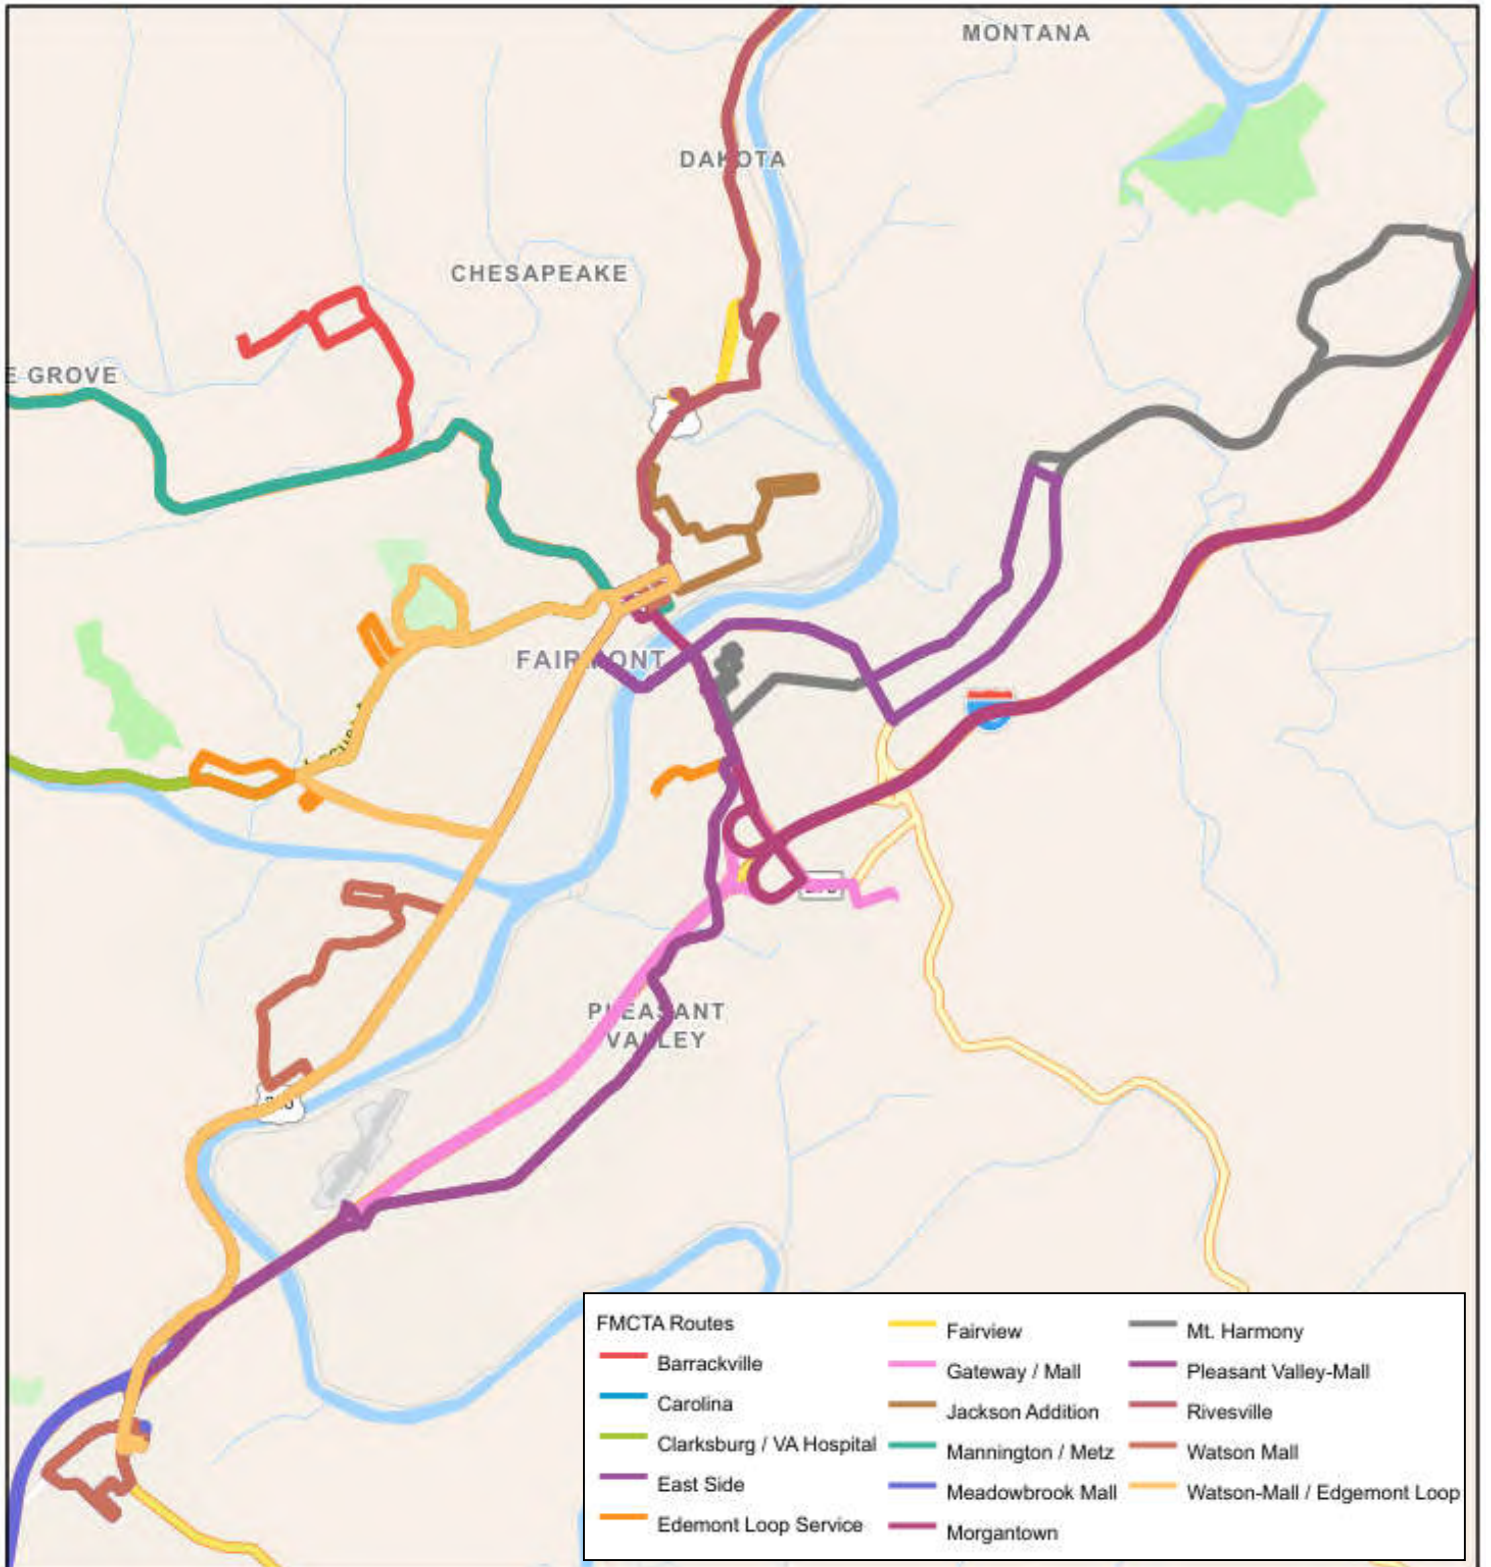 MONTANA
DAKOTA
CHESAPEAKE
E GROVE
FAIRMONT
PLEASANT
VALLEY
FMCTA Routes
Barrackville
Carolina
Clarksburg / VA Hospital
East Side
Edemont Loop Service
Fairview
Gateway / Mall
Jackson Addition
Mannington / Metz
Meadowbrook Mall
Morgantown
Mt. Harmony
Pleasant Valley-Mall
Rivesville
Watson Mall
Watson-Mall / Edgemont Loop